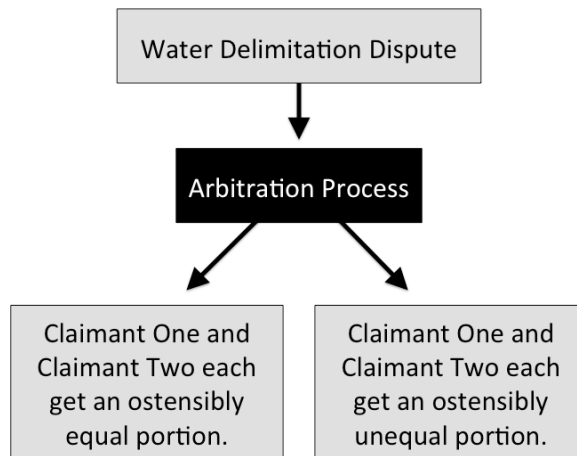 Water Delimitation Dispute
Arbitration Process
Claimant One and
Claimant Two each
get an ostensibly
equal portion.
Claimant One and
Claimant Two each
get an ostensibly
unequal portion.